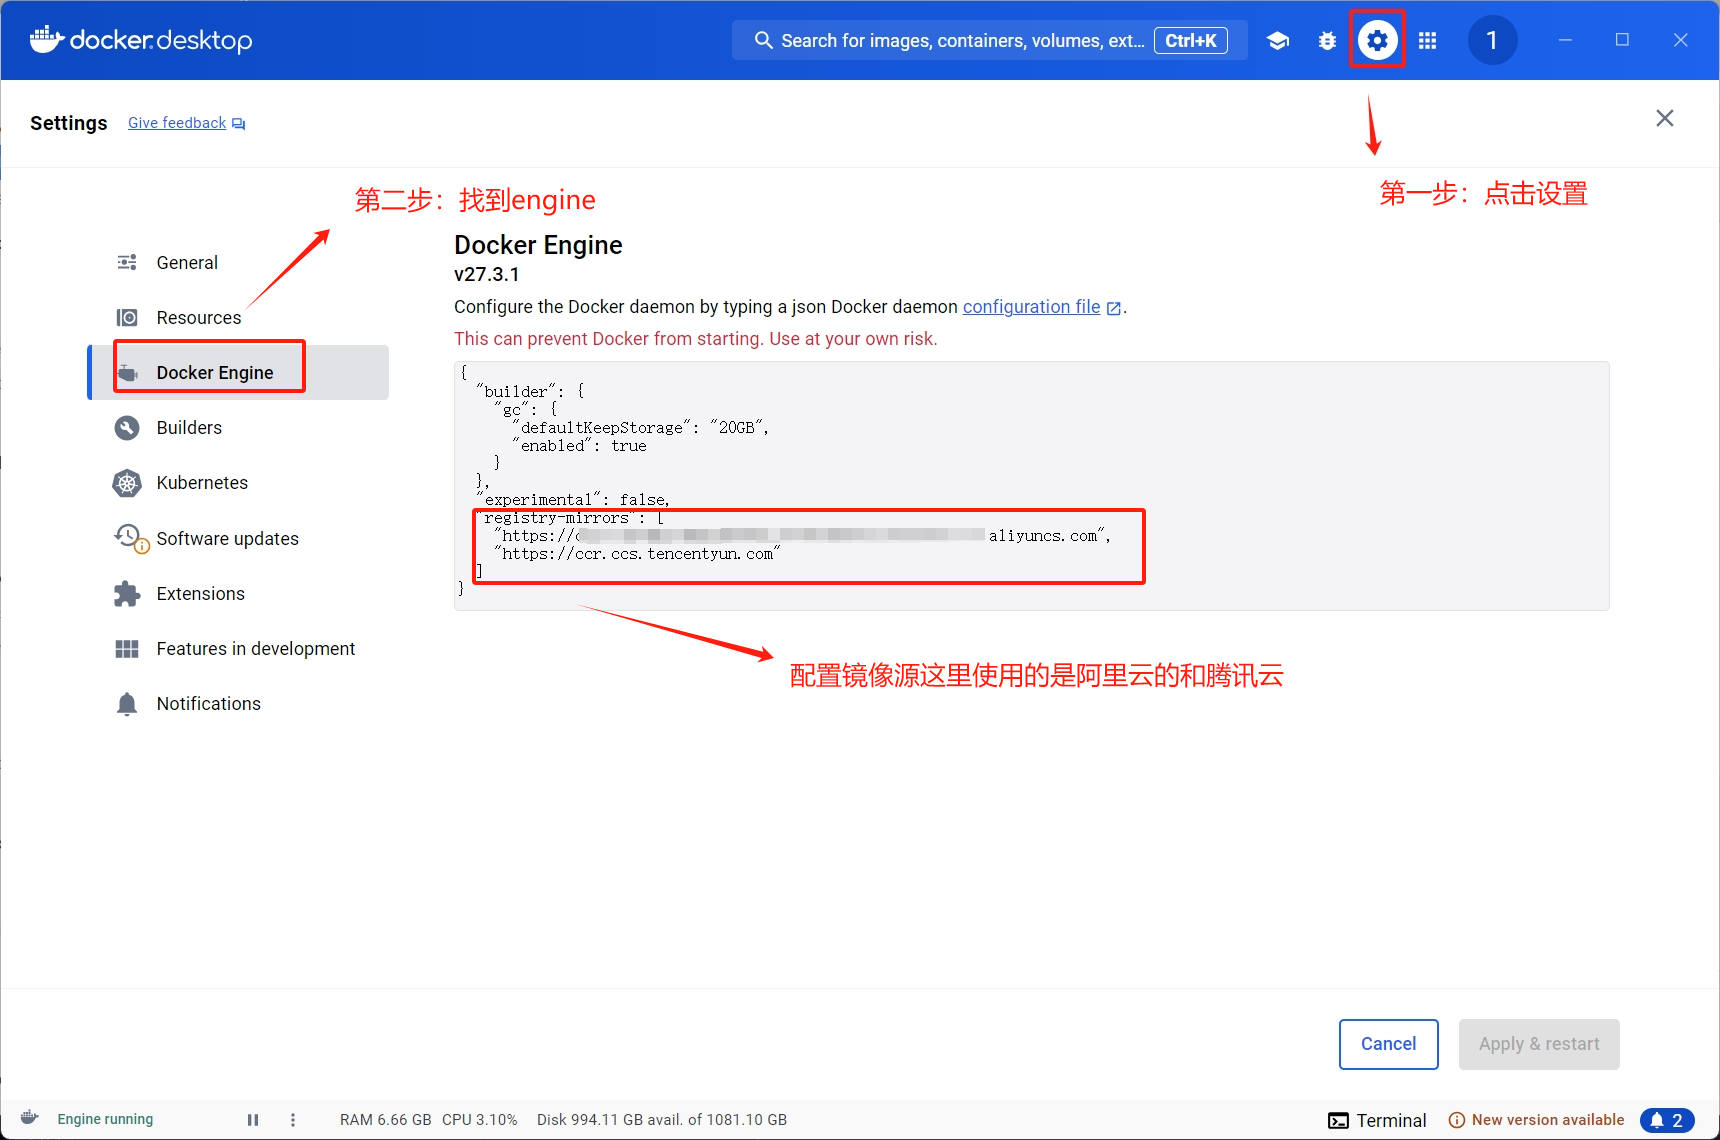 docker.desktop
Search for images, containers, volumes, ext... Ctrl+K
1
Settings
Give feedback
第一步：点击设置
第二步：找到engine
General
Resources
Docker Engine
Builders
Kubernetes
Software updates
Extensions
Features in development
Notifications
Docker Engine
v27.3.1
Configure the Docker daemon by typing a json Docker daemon configuration file .
This can prevent Docker from starting. Use at your own risk.
{
"builder": {
"gc": {
"defaultKeepStorage": "20GB",
"enabled": true
}
},
"experimental": false,
"registry-mirrors": [
"https:// aliyuncs.com",
"https://ccr.ccs.tencentyun.com"
]
}
配置镜像源这里使用的是阿里云的和腾讯云
Cancel
Apply & restart
Engine running
RAM 6.66 GB CPU 3.10% Disk 994.11 GB avail. of 1081.10 GB
Terminal
New version available
2